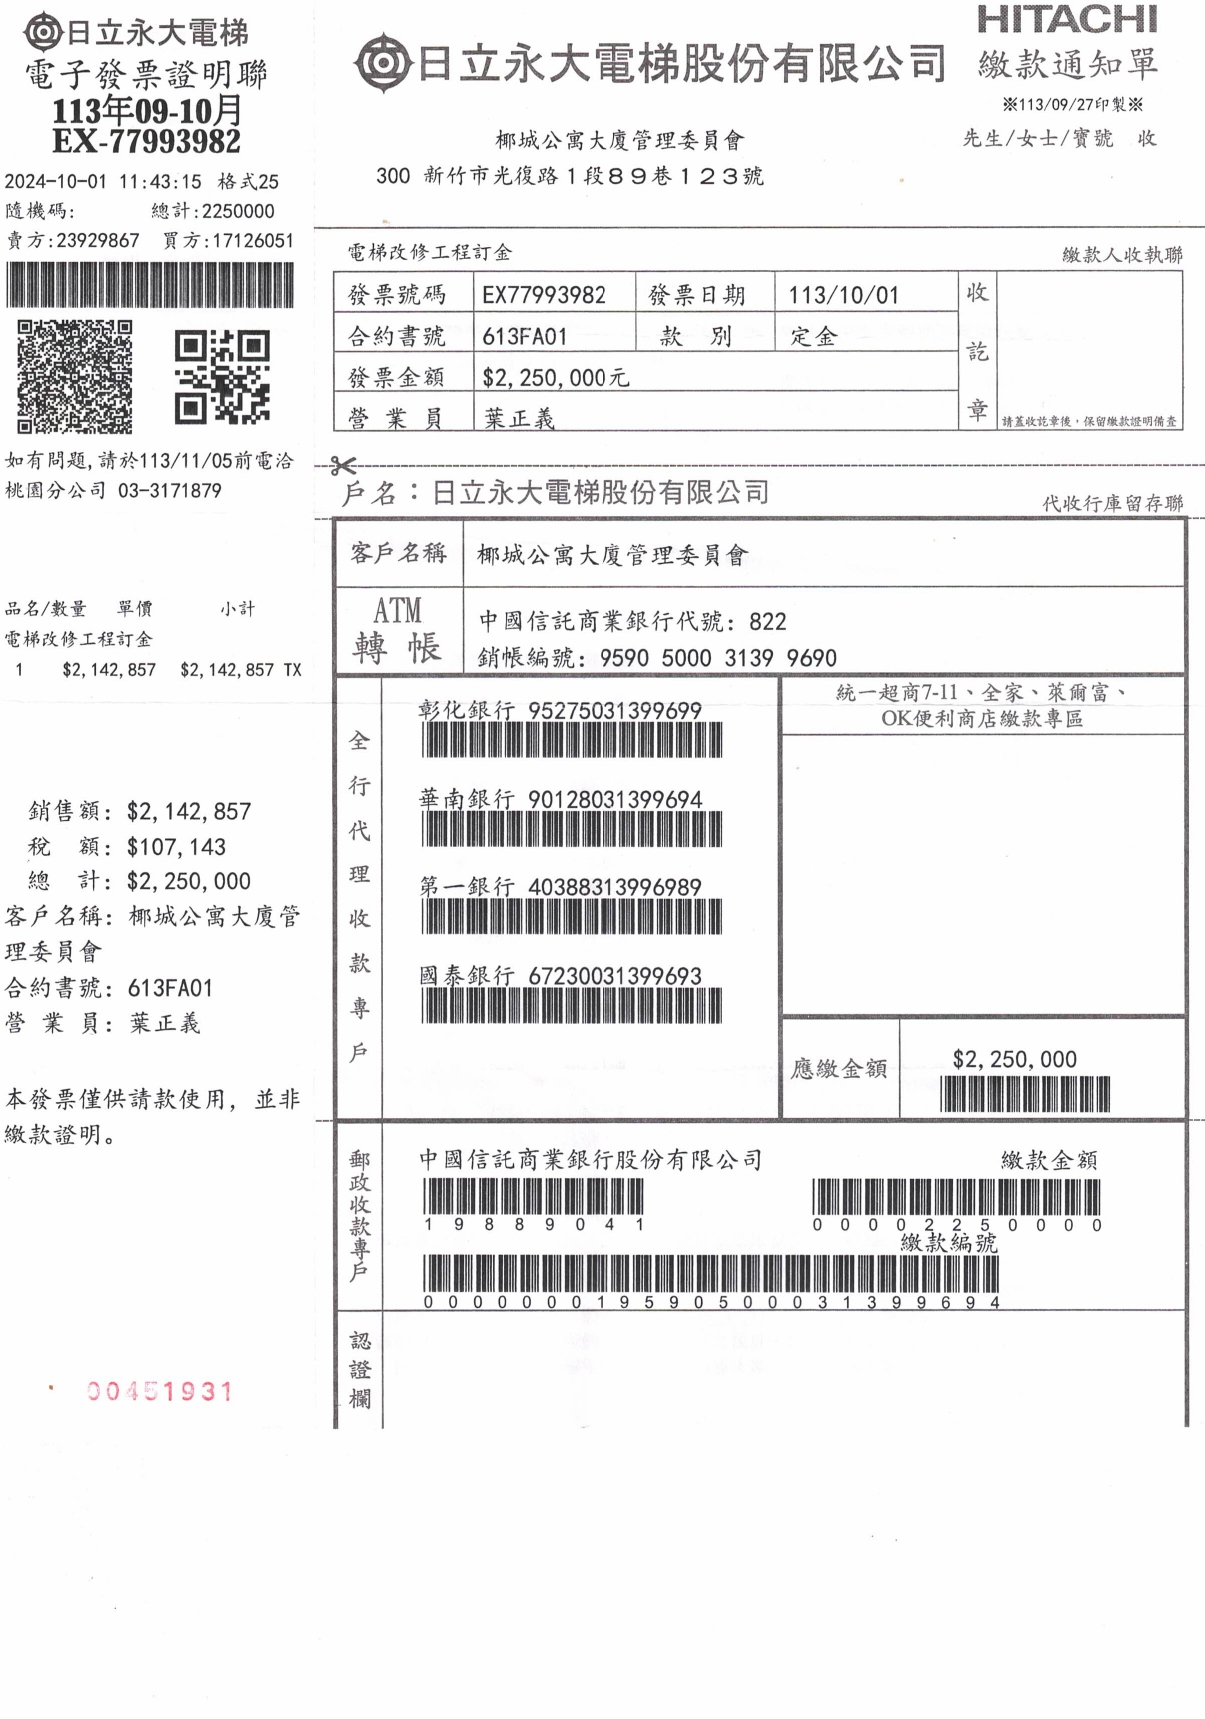 日立永大電梯
電子發票證明聯
113年09-10月
EX-77993982
2024-10-01 11:43:15 格式25
隨機碼: 總計:2250000
賣方:23929867 買方:17126051
如有問題,請於113/11/05前電洽
桃園分公司 03-3171879
品名/數量 單價 小計
電梯改修工程訂金
1 $2,142,857 $2,142,857 TX
銷售額: $2,142,857
稅 額: $107,143
總 計: $2,250,000
客戶名稱: 椰城公寓大廈管
理委員會
合約書號: 613FA01
營 業 員: 葉正義
本發票僅供請款使用, 並非
繳款證明。
00451931
HITACHI
日立永大電梯股份有限公司
繳款通知單
※113/09/27印製※
椰城公寓大廈管理委員會
先生/女士/寶號 收
300 新竹市光復路1段89巷123號
電梯改修工程訂金
繳款人收執聯
發票號碼 EX77993982 發票日期 113/10/01
合約書號 613FA01 款 別 定金
發票金額 $2,250,000元
營 業 員 葉正義
收訖章
請蓋收訖章後,保留繳款證明備查
戶名:日立永大電梯股份有限公司
代收行庫留存聯
客戶名稱 椰城公寓大廈管理委員會
ATM
轉 帳
中國信託商業銀行代號: 822
銷帳編號: 9590 5000 3139 9690
全行代理收款專戶
彰化銀行 95275031399699
華南銀行 90128031399694
第一銀行 40388313996989
國泰銀行 67230031399693
統一超商7-11、全家、萊爾富、
OK便利商店繳款專區
應繳金額 $2,250,000
郵政收款專戶
中國信託商業銀行股份有限公司 繳款金額
19889041 00002250000
繳款編號
000000019590500031399694
認證欄